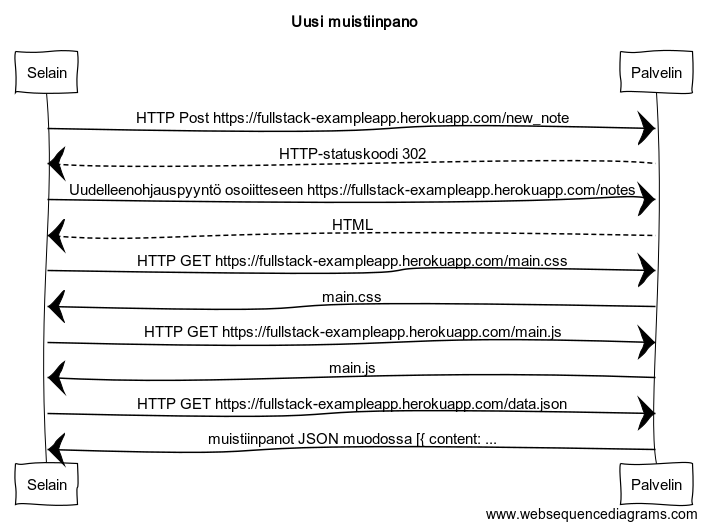 Uusi muistiinpano
Selain
Palvelin
HTTP Post https://fullstack-exampleapp.herokuapp.com/new_note
HTTP-statuskoodi 302
Uudelleenohjauspyyntö osoiitteseen https://fullstack-exampleapp.herokuapp.com/notes
HTML
HTTP GET https://fullstack-exampleapp.herokuapp.com/main.css
main.css
HTTP GET https://fullstack-exampleapp.herokuapp.com/main.js
main.js
HTTP GET https://fullstack-exampleapp.herokuapp.com/data.json
muistiinpanot JSON muodossa [{ content: ...
Selain
Palvelin
www.websequencediagrams.com